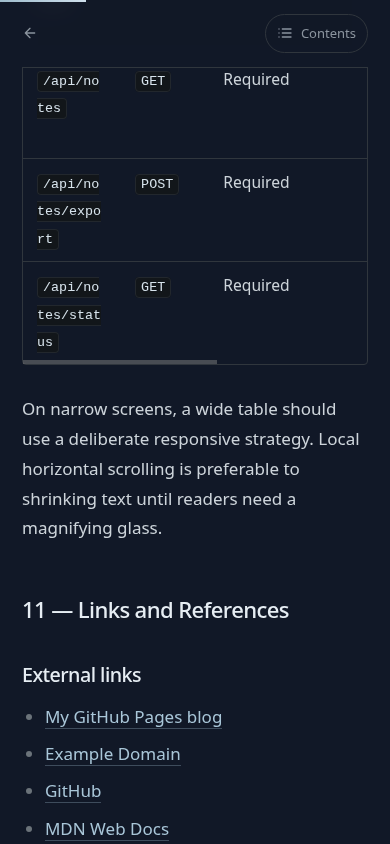 Contents
/api/no GET Required
tes
/api/no POST Required
tes/expo
rt
/api/no GET Required
tes/stat
us
On narrow screens, a wide table should
use a deliberate responsive strategy. Local
horizontal scrolling is preferable to
shrinking text until readers need a
magnifying glass.
11 — Links and References
External links
My GitHub Pages blog
Example Domain
GitHub
MDN Web Docs